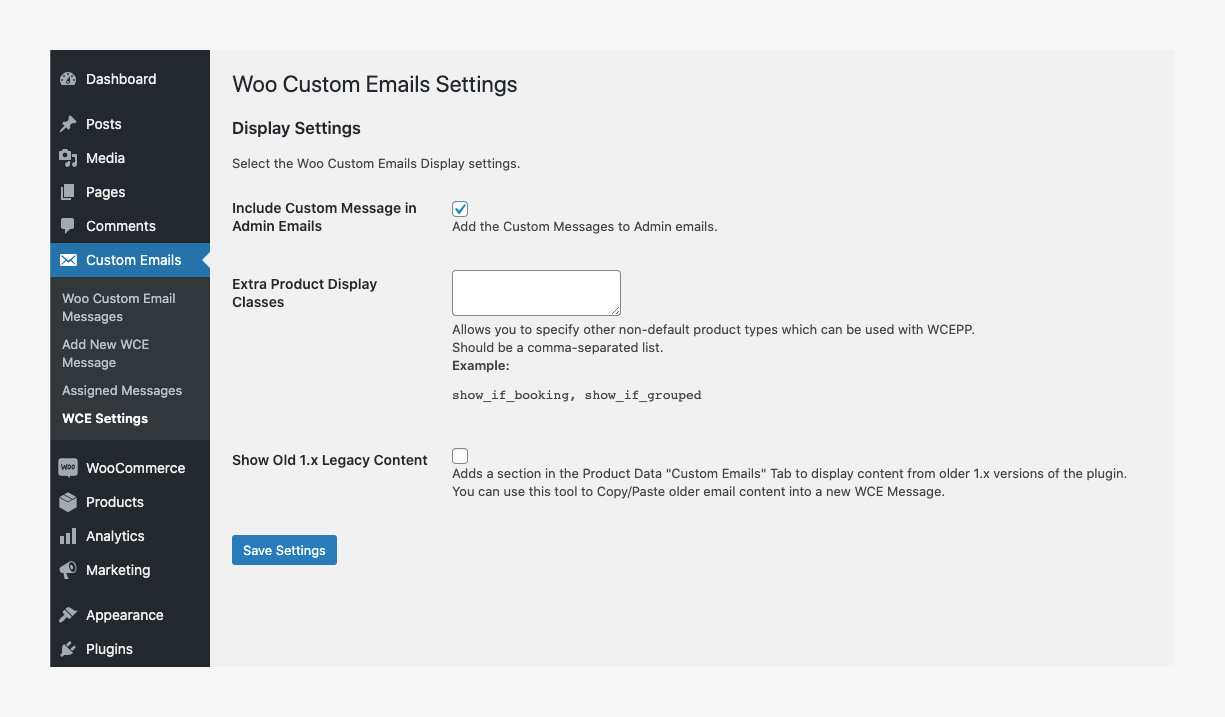 Dashboard
Posts
Media
Pages
Comments
Custom Emails
Woo Custom Email
Messages
Add New WCE
Message
Assigned Messages
WCE Settings
Woo
WooCommerce
Products
Analytics
Marketing
Appearance
Plugins
Woo Custom Emails Settings
Display Settings
Select the Woo Custom Emails Display settings.
Include Custom Message in
Admin Emails
Add the Custom Messages to Admin emails.
Extra Product Display
Classes
Allows you to specify other non-default product types which can be used with WCEPP.
Should be a comma-separated list.
Example:
show_if_booking, show_if_grouped
Show Old 1.x Legacy Content
Adds a section in the Product Data "Custom Emails" Tab to display content from older 1.x versions of the plugin.
You can use this tool to Copy/Paste older email content into a new WCE Message.
Save Settings